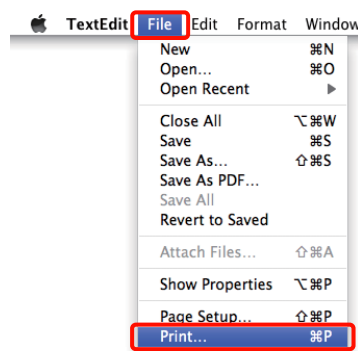 TextEdit File Edit Format Window
New ⌘N
Open... ⌘O
Open Recent ▶
Close All ⌥⌘W
Save ⌘S
Save As... ⇧⌘S
Save As PDF...
Save All
Revert to Saved
Attach Files... ⇧⌘A
Show Properties ⌥⌘P
Page Setup... ⇧⌘P
Print... ⌘P